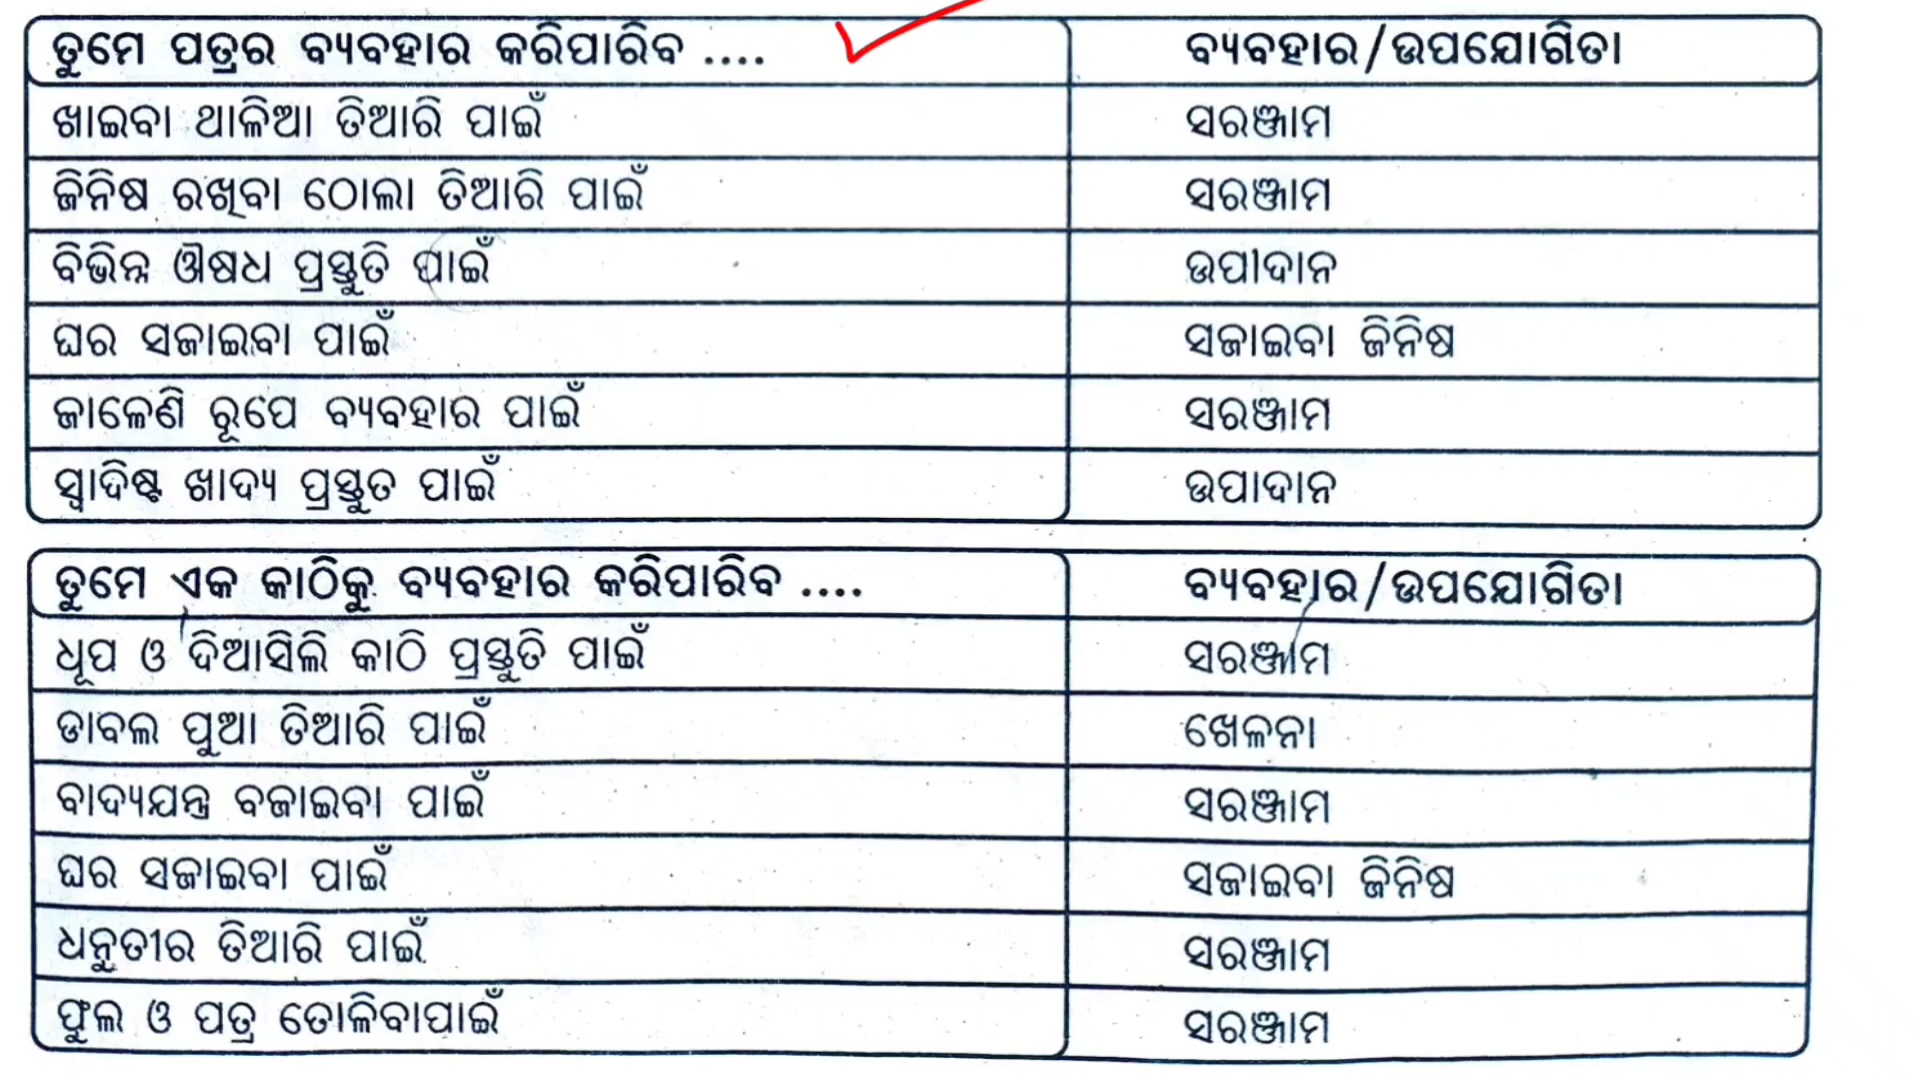 ତୁମେ ପତ୍ରର ବ୍ୟବହାର କରିପାରିବ .... ବ୍ୟବହାର/ଉପଯୋଗିତା
ଖାଇବା ଥାଳିଆ ତିଆରି ପାଇଁ ସରଞ୍ଜାମ
ଜିନିଷ ରଖିବା ଠୋଲା ତିଆରି ପାଇଁ ସରଞ୍ଜାମ
ବିଭିନ୍ନ ଔଷଧ ପ୍ରସ୍ତୁତି ପାଇଁ ଉପୀଦାନ
ଘର ସଜାଇବା ପାଇଁ ସଜାଇବା ଜିନିଷ
ଜାଳେଣି ରୂପେ ବ୍ୟବହାର ପାଇଁ ସରଞ୍ଜାମ
ସ୍ୱାଦିଷ୍ଟ ଖାଦ୍ୟ ପ୍ରସ୍ତୁତ ପାଇଁ ଉପାଦାନ
ତୁମେ ଏକ କାଠିକୁ ବ୍ୟବହାର କରିପାରିବ .... ବ୍ୟବହାର/ଉପଯୋଗିତା
ଧୂପ ଓ ଦିଆସିଲି କାଠି ପ୍ରସ୍ତୁତି ପାଇଁ ସରଞ୍ଜାମ
ଡାବଲ ପୁଆ ତିଆରି ପାଇଁ ଖେଳନା
ବାଦ୍ୟଯନ୍ତ୍ର ବଜାଇବା ପାଇଁ ସରଞ୍ଜାମ
ଘର ସଜାଇବା ପାଇଁ ସଜାଇବା ଜିନିଷ
ଧନୁତୀର ତିଆରି ପାଇଁ ସରଞ୍ଜାମ
ଫୁଲ ଓ ପତ୍ର ତୋଳିବାପାଇଁ ସରଞ୍ଜାମ